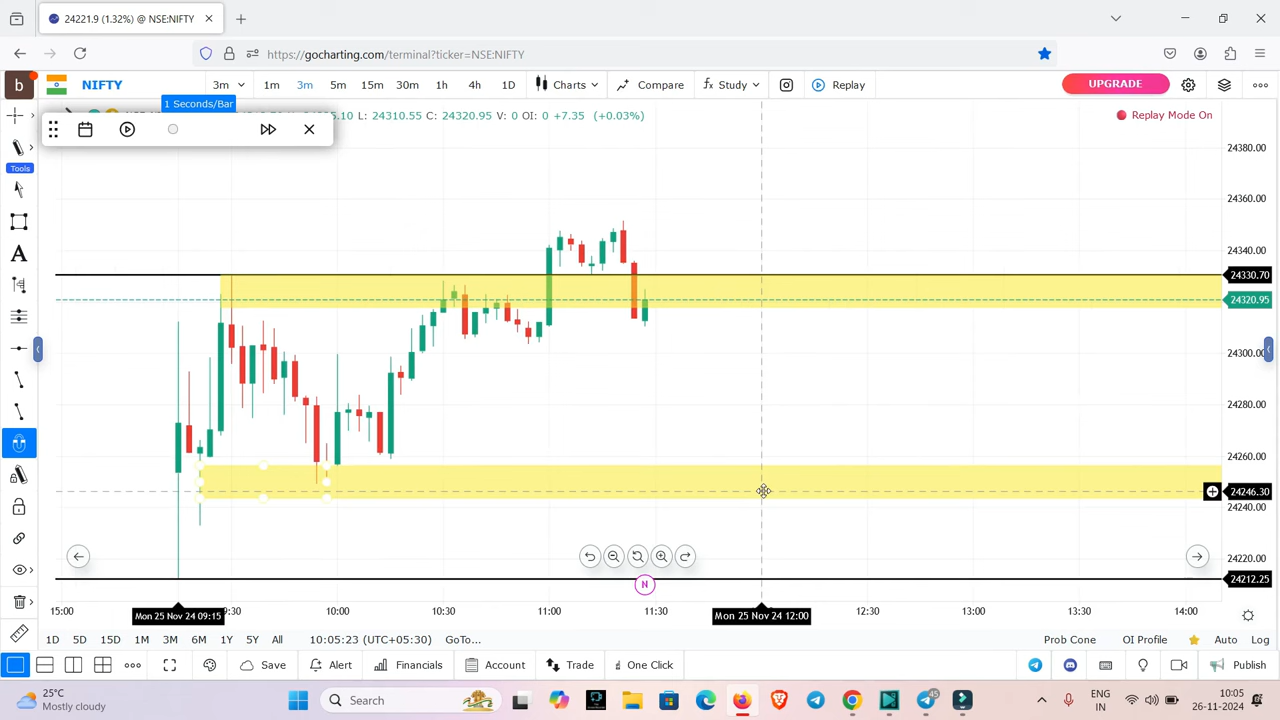 24221.9 (1.32%) @ NSE:NIFTY
https://gocharting.com/terminal?ticker=NSE:NIFTY
b
NIFTY
3m
1m
3m
5m
15m
30m
1h
4h
1D
Charts
Compare
Study
Replay
UPGRADE
1 Seconds/Bar
L: 24310.55 C: 24320.95 V: 0 OI: 0 +7.35 (+0.03%)
Replay Mode On
Tools
A
24380.00
24360.00
24340.00
24330.70
24320.95
24300.00
24280.00
24260.00
24246.30
24240.00
24220.00
24212.25
N
15:00
Mon 25 Nov 24 09:15
10:00
10:30
11:00
11:30
Mon 25 Nov 24 12:00
12:30
13:00
13:30
14:00
1D
5D
15D
1M
3M
6M
1Y
5Y
All
10:05:23 (UTC+05:30)
GoTo...
Prob Cone
OI Profile
Auto
Log
Save
Alert
Financials
Account
Trade
One Click
Publish
25°C
Mostly cloudy
Search
45
ENG
IN
10:05
26-11-2024